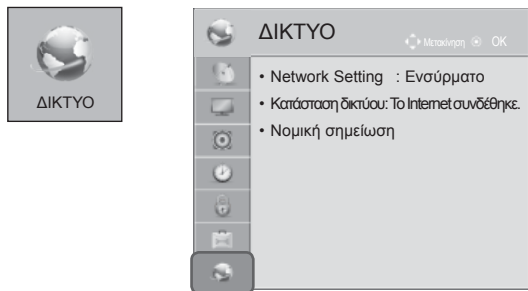 ΔΙΚΤΥΟ
ΔΙΚΤΥΟ
Μετακίνηση OK
• Network Setting : Ενσύρματο
• Κατάσταση δικτύου: Το Internet συνδέθηκε.
• Νομική σημείωση